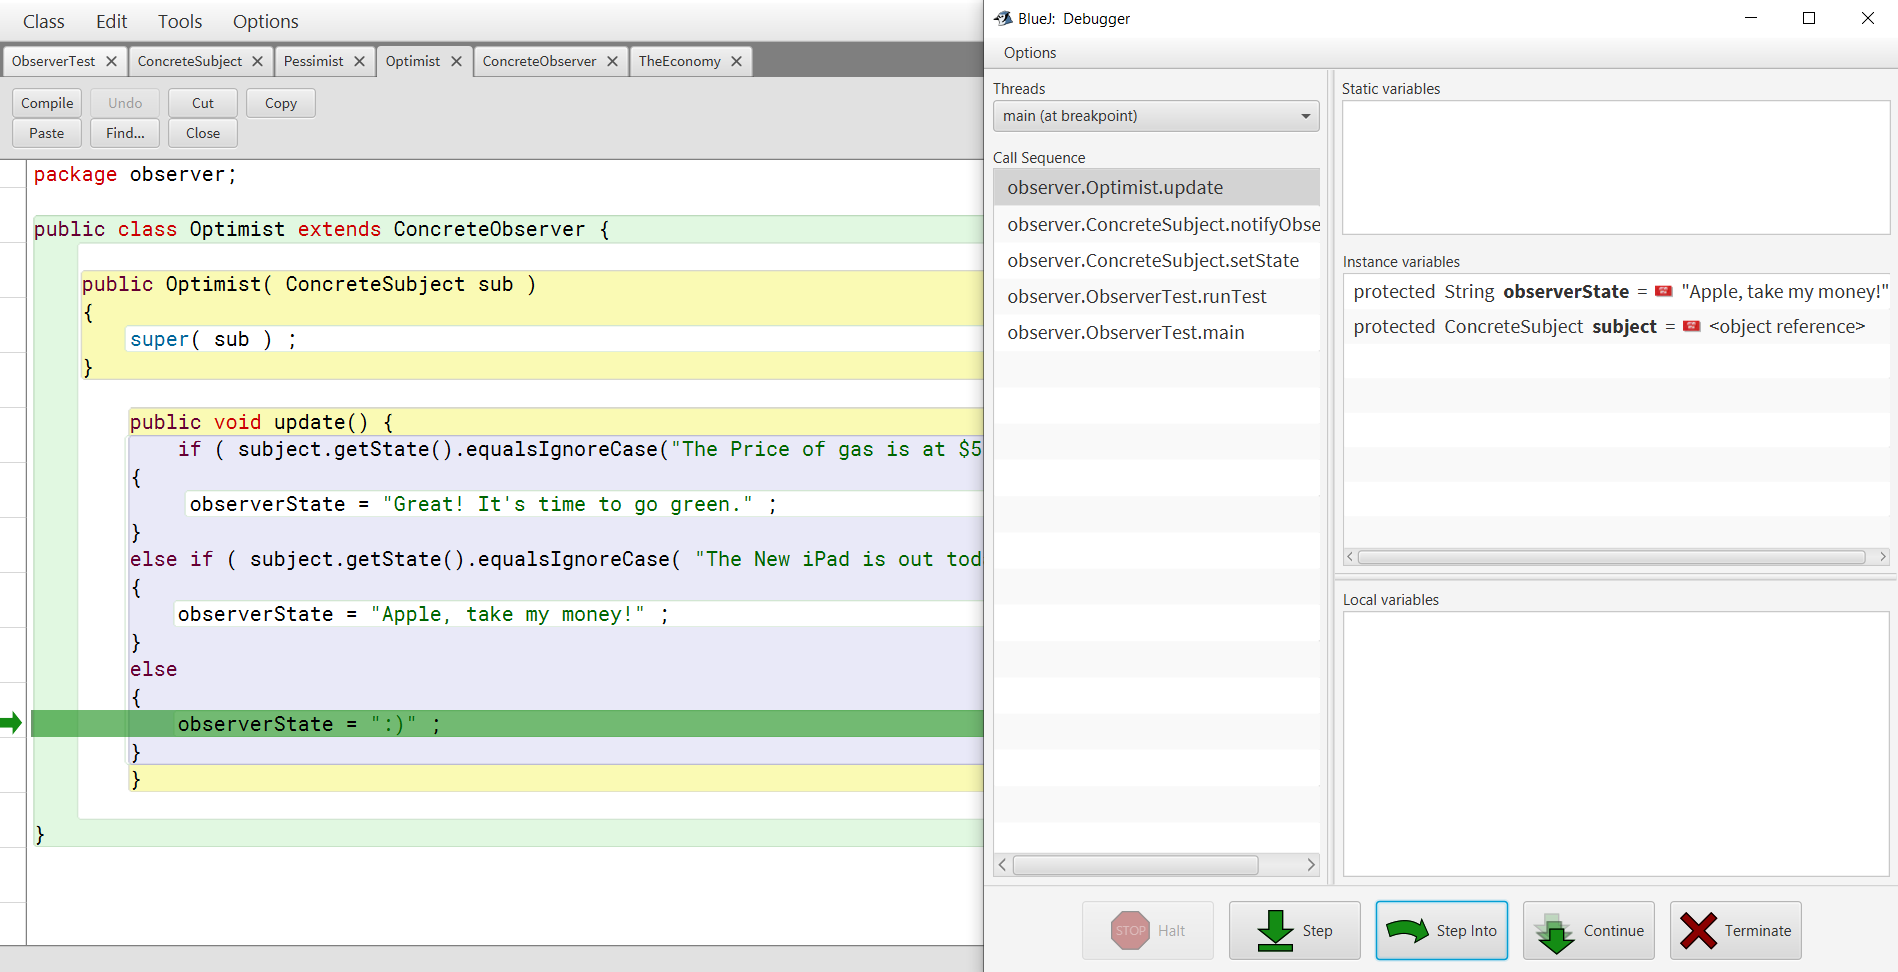 Class Edit Tools Options
ObserverTest ConcreteSubject Pessimist Optimist ConcreteObserver TheEconomy
Compile Undo Cut Copy
Paste Find... Close
package observer;
public class Optimist extends ConcreteObserver {
public Optimist( ConcreteSubject sub )
{
super( sub ) ;
}
public void update() {
if ( subject.getState().equalsIgnoreCase("The Price of gas is at $5
{
observerState = "Great! It's time to go green." ;
}
else if ( subject.getState().equalsIgnoreCase( "The New iPad is out tod
{
observerState = "Apple, take my money!" ;
}
else
{
observerState = ":)" ;
}
}
}
BlueJ: Debugger
Options
Threads
main (at breakpoint)
Call Sequence
observer.Optimist.update
observer.ConcreteSubject.notifyObse
observer.ConcreteSubject.setState
observer.ObserverTest.runTest
observer.ObserverTest.main
Static variables
Instance variables
protected String observerState = "Apple, take my money!"
protected ConcreteSubject subject = <object reference>
Local variables
STOP Halt Step Step Into Continue Terminate